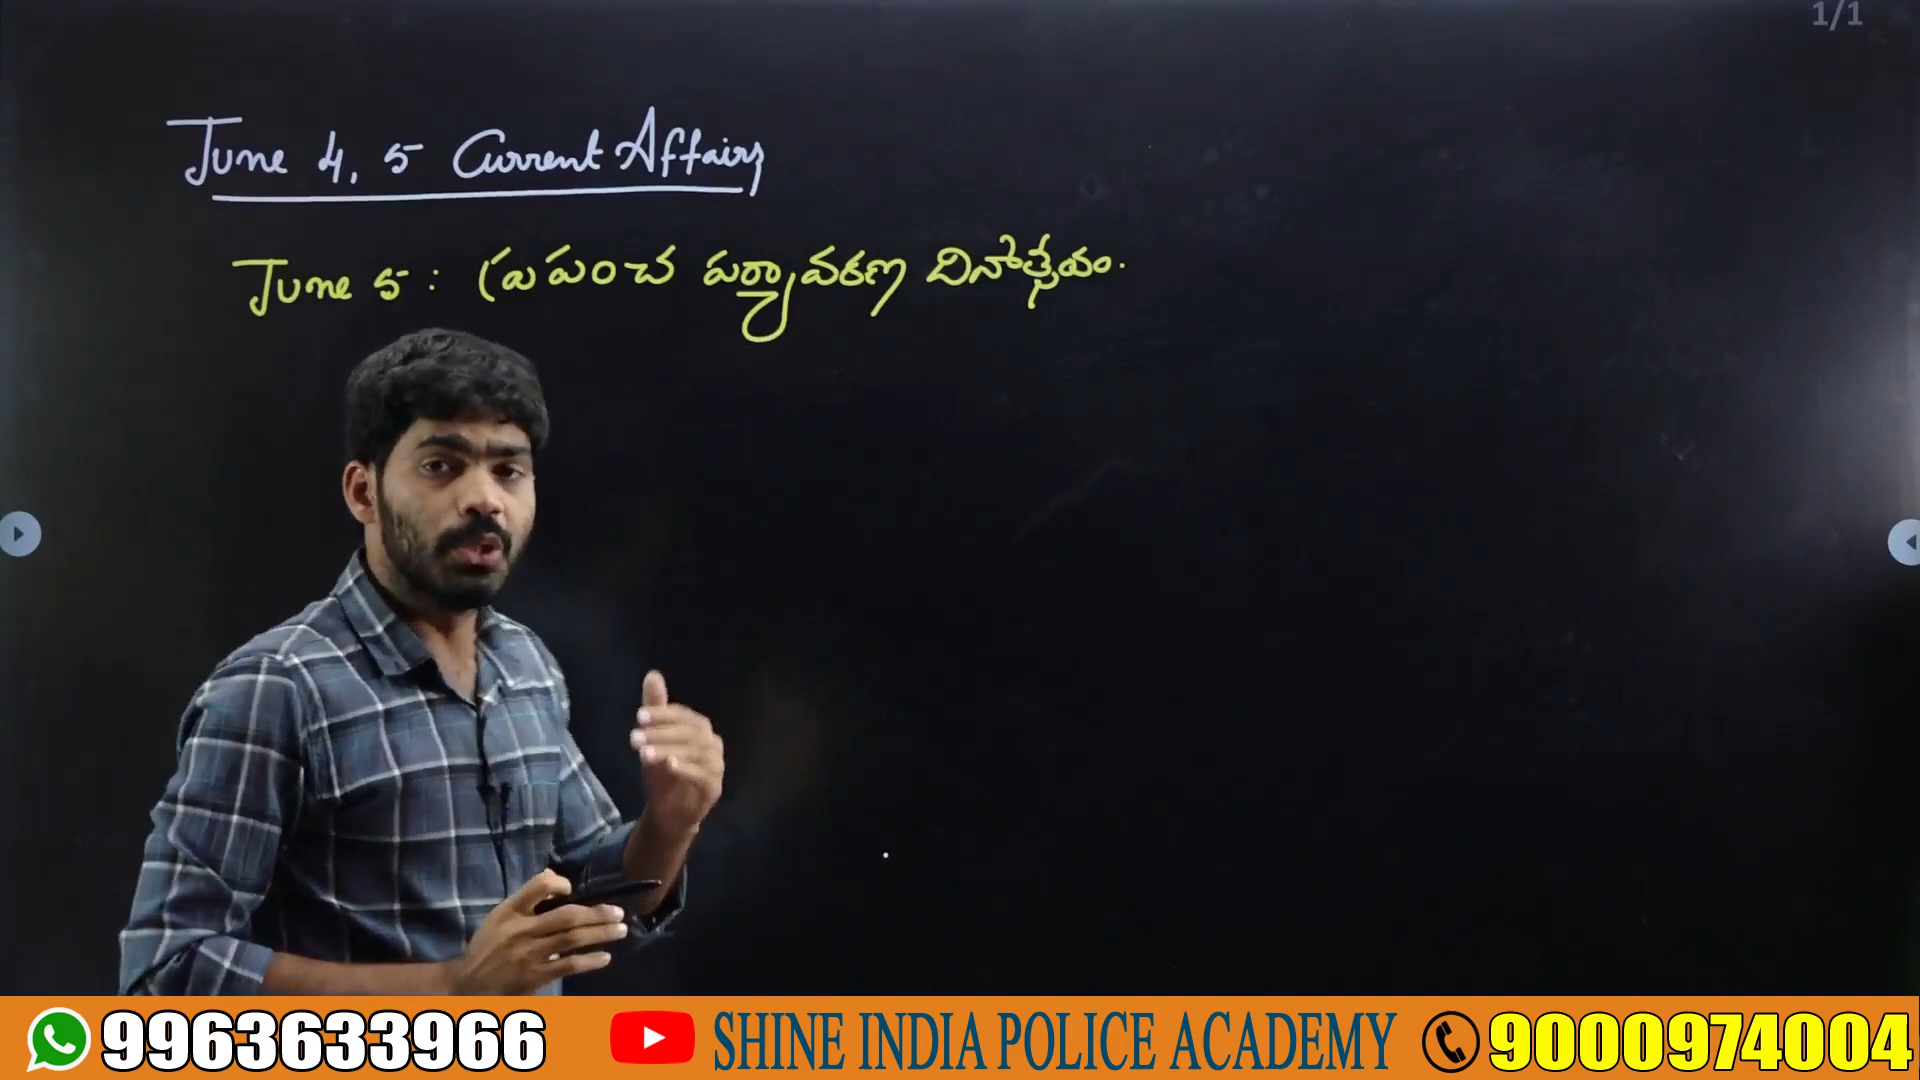 1/1
June 4, 5 Current Affairs
June 5 : ప్రపంచ పర్యావరణ దినోత్సవం.
9963633966 SHINE INDIA POLICE ACADEMY 9000974004